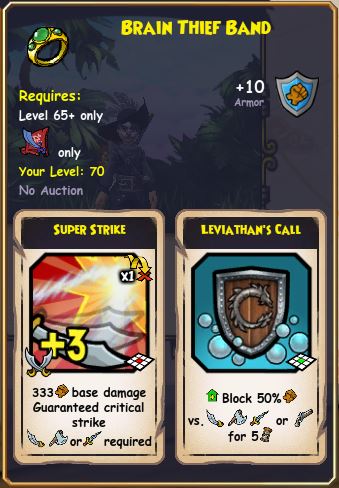 Brain Thief Band
+10
Armor
Requires:
Level 65+ only
only
Your Level: 70
No Auction
Super Strike
x1
+3
333 base damage
Guaranteed critical
strike
or required
Leviathan's Call
Block 50%
vs. or
for 5